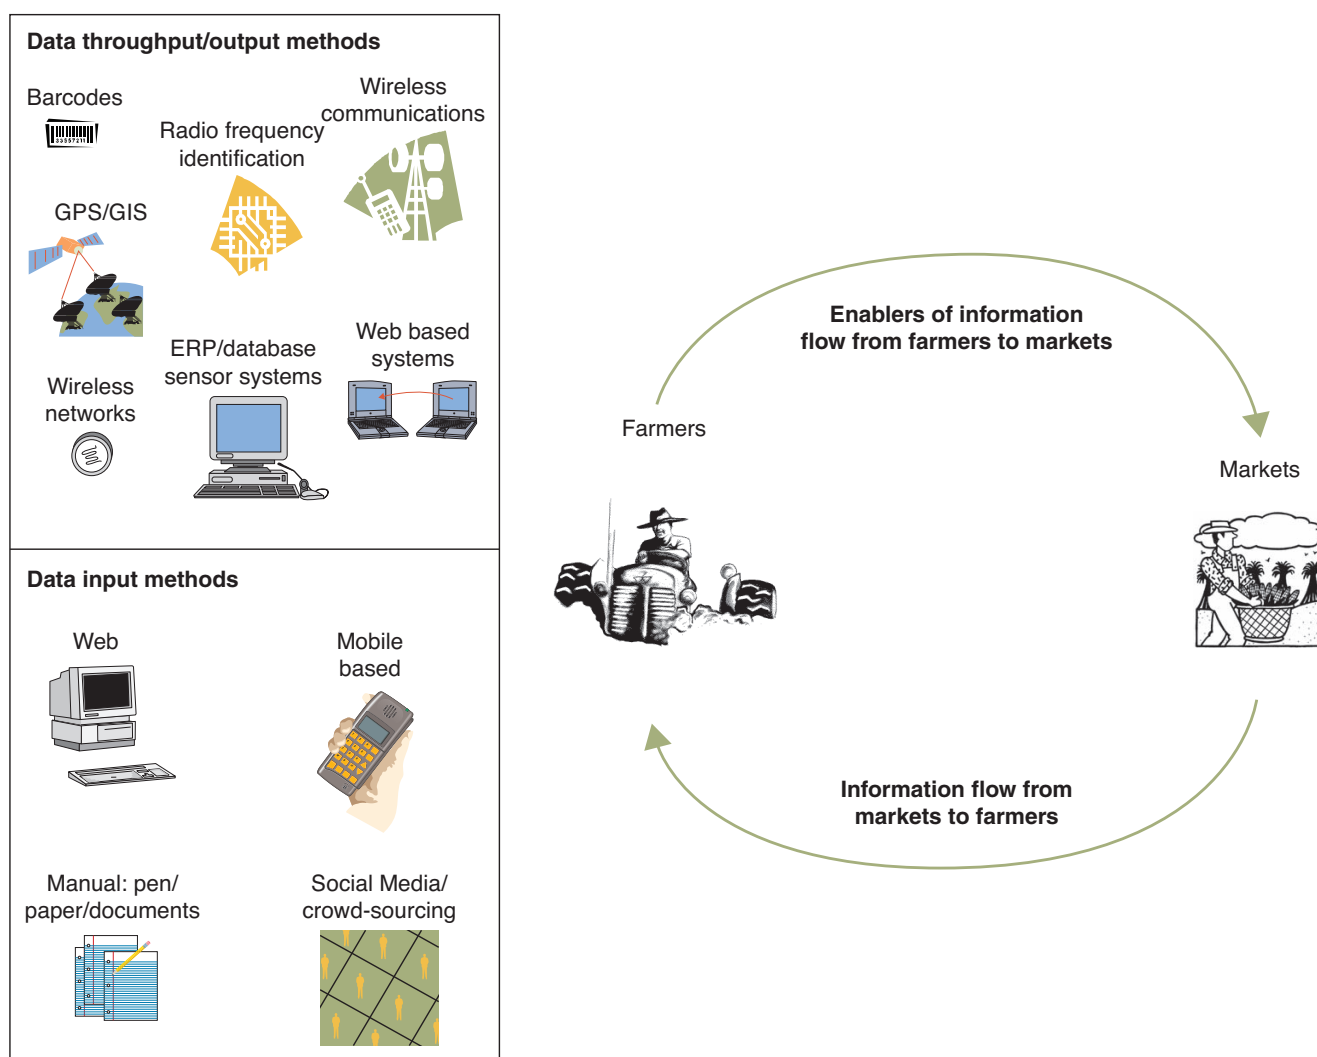 Data throughput/output methods
Barcodes
Radio frequency
identification
Wireless
communications
GPS/GIS
Wireless
networks
ERP/database
sensor systems
Web based
systems
Data input methods
Web
Mobile
based
Manual: pen/
paper/documents
Social Media/
crowd-sourcing
Enablers of information
flow from farmers to markets
Farmers
Markets
Information flow from
markets to farmers